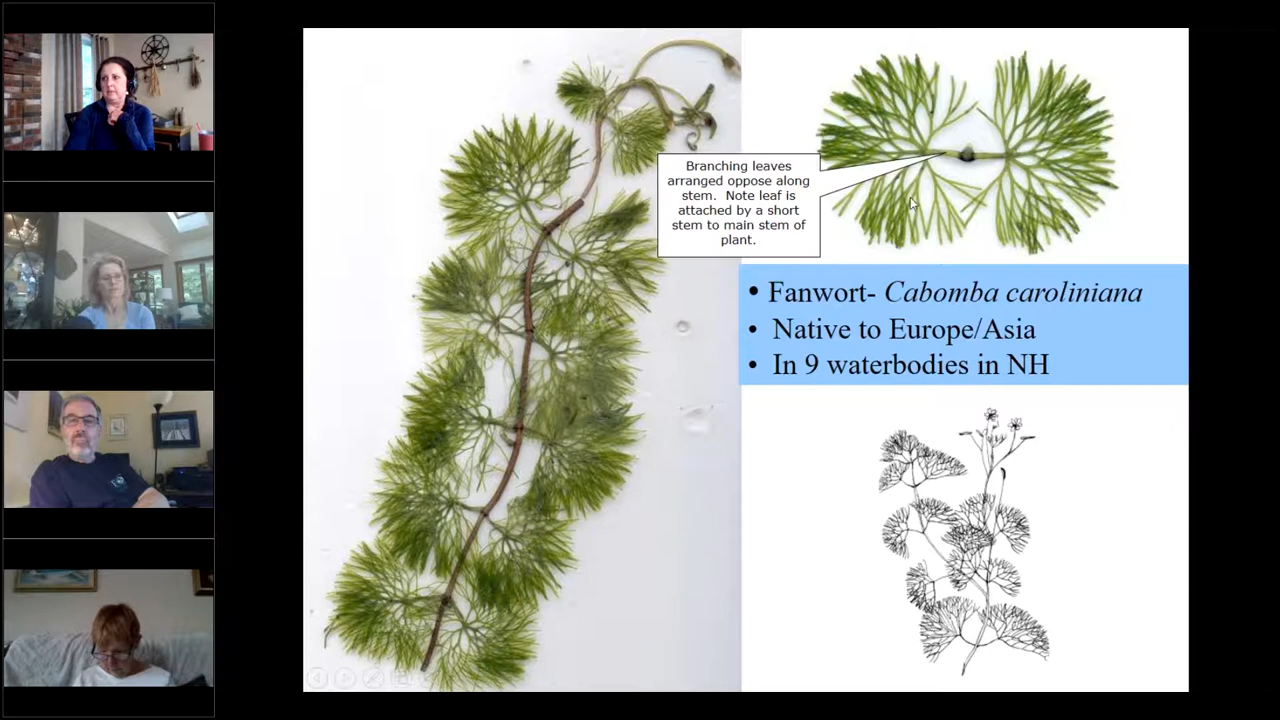 Branching leaves
arranged oppose along
stem. Note leaf is
attached by a short
stem to main stem of
plant.
• Fanwort- Cabomba caroliniana
• Native to Europe/Asia
• In 9 waterbodies in NH